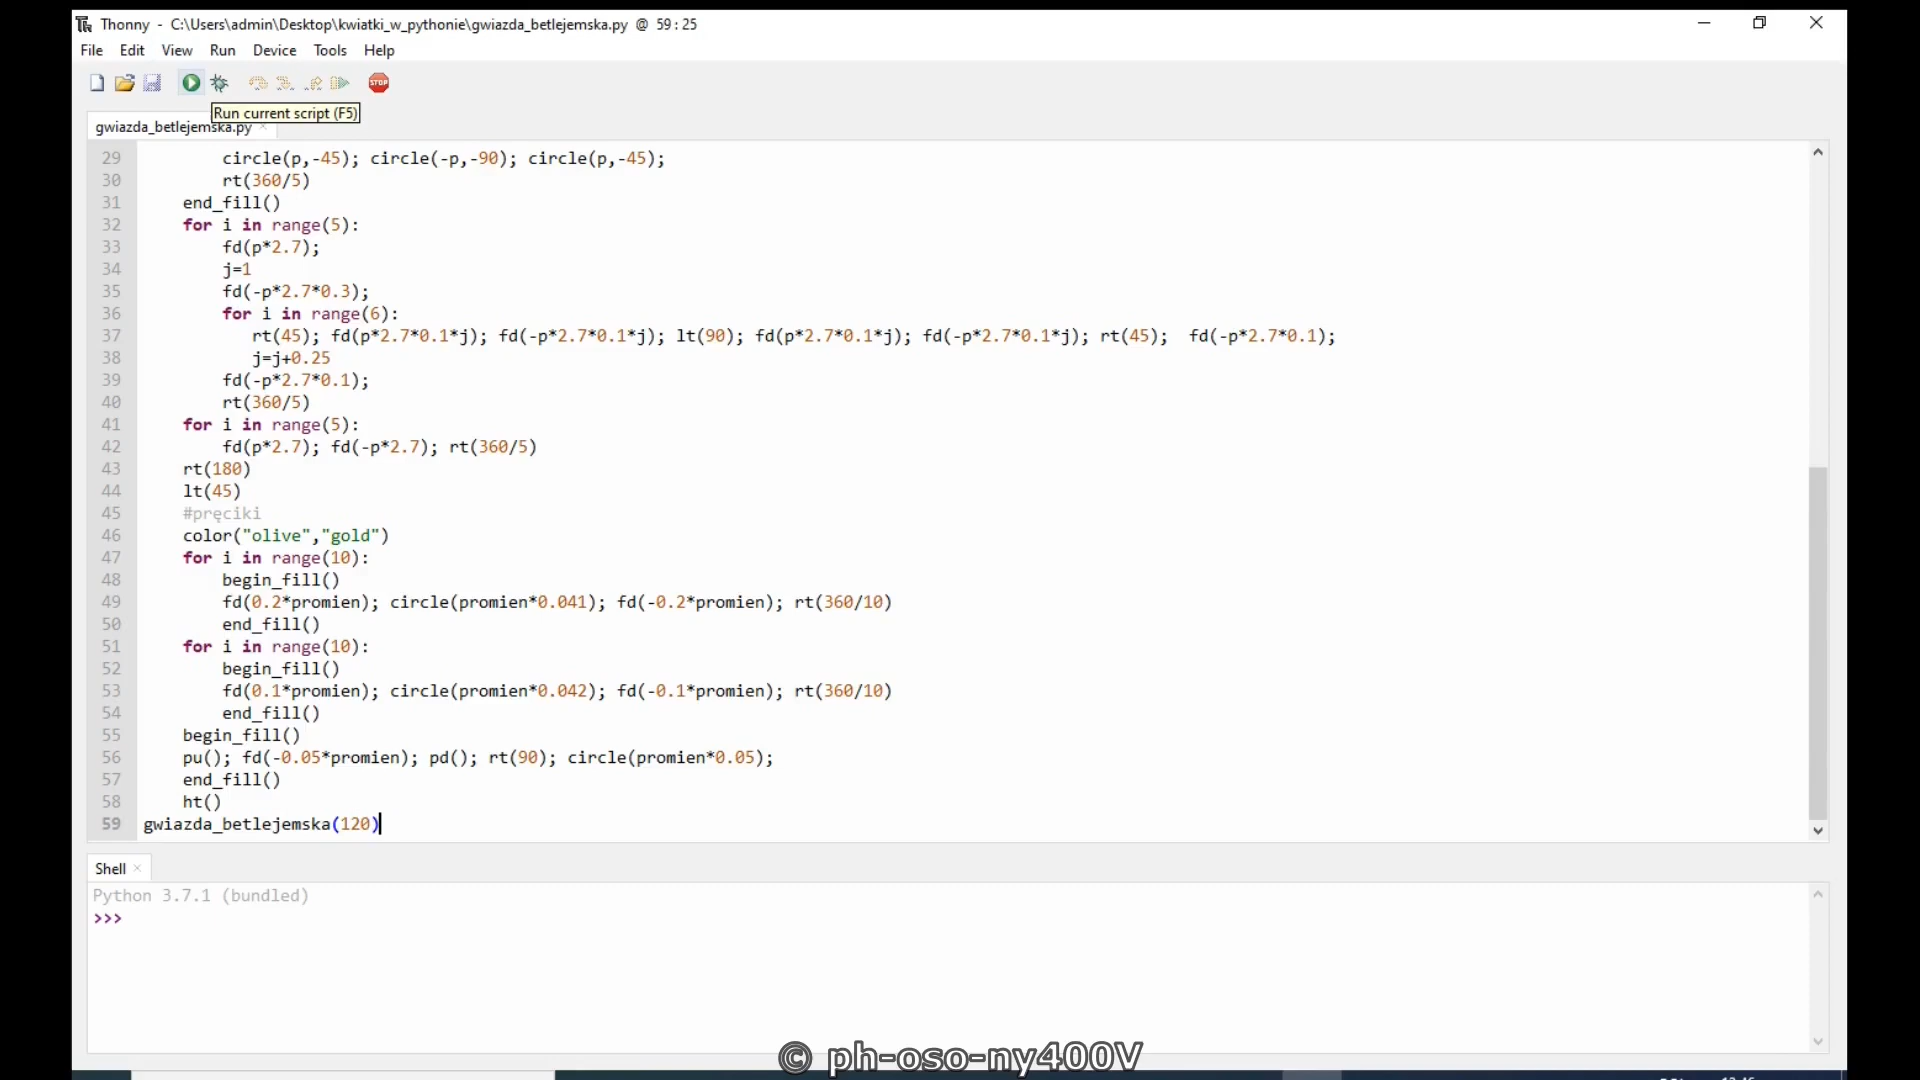 Thonny - C:\Users\admin\Desktop\kwiatki_w_pythonie\gwiazda_betlejemska.py @ 59:25
File Edit View Run Device Tools Help
STOP
Run current script (F5)
gwiazda_betlejemska.py ×
29 circle(p,-45); circle(-p,-90); circle(p,-45);
30 rt(360/5)
31 end_fill()
32 for i in range(5):
33 fd(p*2.7);
34 j=1
35 fd(-p*2.7*0.3);
36 for i in range(6):
37 rt(45); fd(p*2.7*0.1*j); fd(-p*2.7*0.1*j); lt(90); fd(p*2.7*0.1*j); fd(-p*2.7*0.1*j); rt(45);  fd(-p*2.7*0.1);
38 j=j+0.25
39 fd(-p*2.7*0.1);
40 rt(360/5)
41 for i in range(5):
42 fd(p*2.7); fd(-p*2.7); rt(360/5)
43 rt(180)
44 lt(45)
45 #pręciki
46 color("olive","gold")
47 for i in range(10):
48 begin_fill()
49 fd(0.2*promien); circle(promien*0.041); fd(-0.2*promien); rt(360/10)
50 end_fill()
51 for i in range(10):
52 begin_fill()
53 fd(0.1*promien); circle(promien*0.042); fd(-0.1*promien); rt(360/10)
54 end_fill()
55 begin_fill()
56 pu(); fd(-0.05*promien); pd(); rt(90); circle(promien*0.05);
57 end_fill()
58 ht()
59 gwiazda_betlejemska(120)
Shell ×
Python 3.7.1 (bundled)
>>>
© ph-oso-ny400V